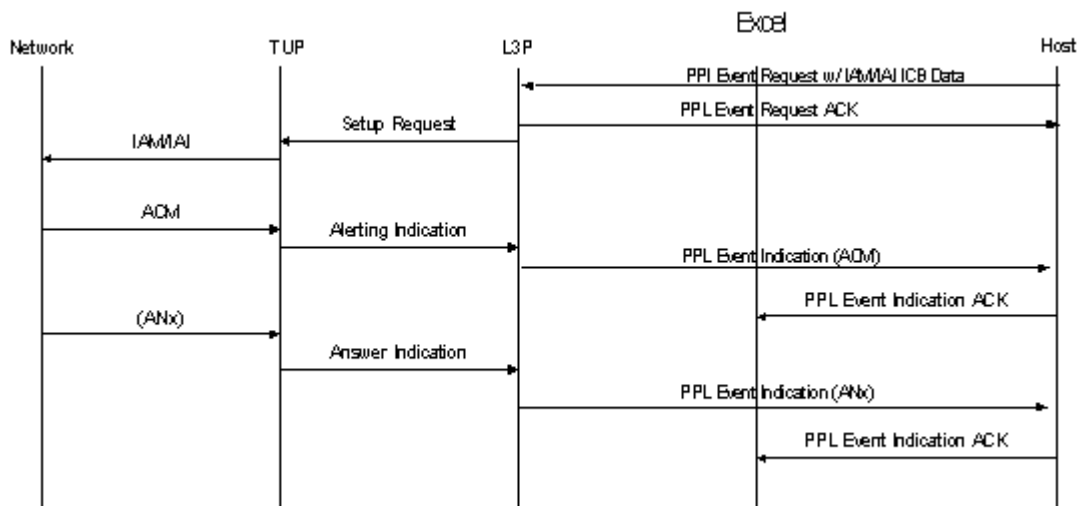 Excel
Network
TUP
L3P
Host
PPl Event Request w/ IAM/IAI ICB Data
PPL Event Request ACK
Setup Request
IAM/IAI
ACM
Alerting Indication
PPL Event Indication (ACM)
PPL Event Indication ACK
(ANx)
Answer Indication
PPL Event Indication (ANx)
PPL Event Indication ACK